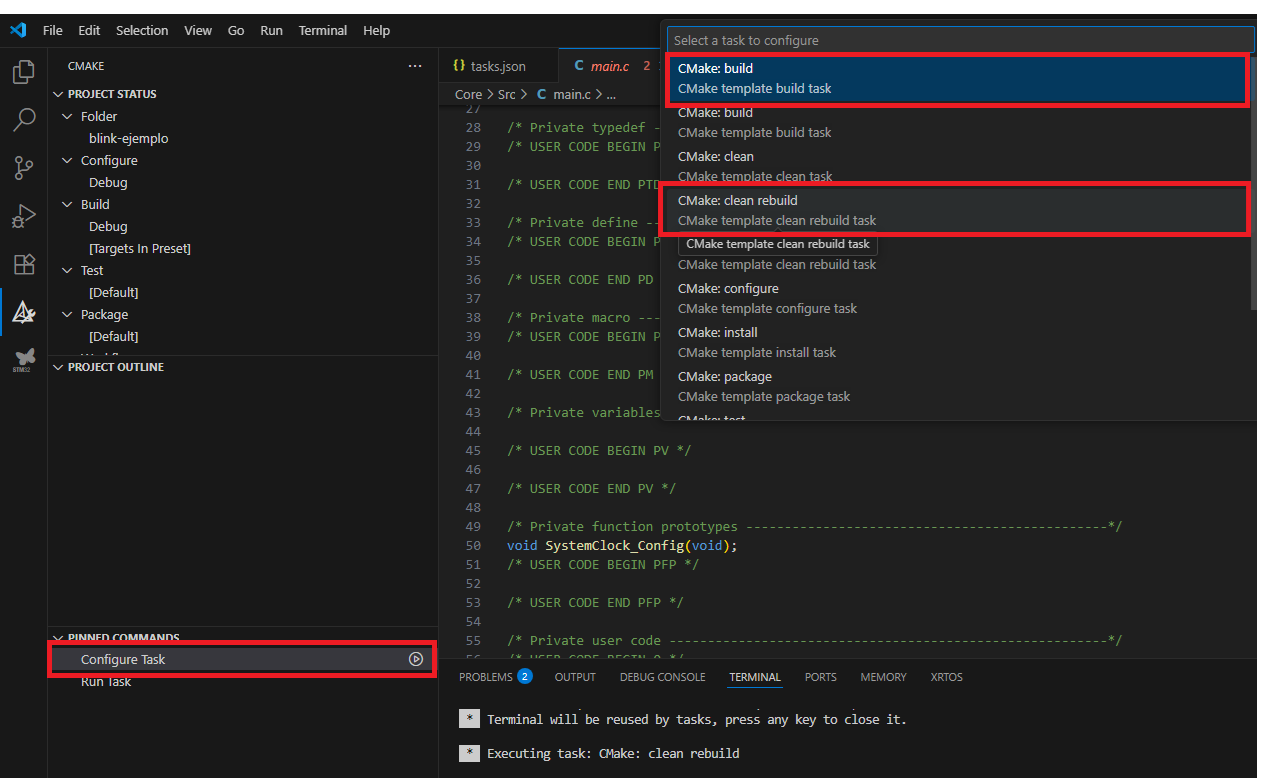 File Edit Selection View Go Run Terminal Help
Select a task to configure
CMake: build
CMake template build task
CMake: build
CMake template build task
CMake: clean
CMake template clean task
CMake: clean rebuild
CMake template clean rebuild task
CMake template clean rebuild task
CMake template clean rebuild task
CMake: configure
CMake template configure task
CMake: install
CMake template install task
CMake: package
CMake template package task
CMake: test
CMAKE ...
PROJECT STATUS
Folder
blink-ejemplo
Configure
Debug
Build
Debug
[Targets In Preset]
Test
[Default]
Package
[Default]
PROJECT OUTLINE
PINNED COMMANDS
Configure Task
Run Task
STM32
{} tasks.json
C main.c 2
Core > Src > C main.c > ...
27
28 /* Private typedef -
29 /* USER CODE BEGIN P
30
31 /* USER CODE END PTD
32
33 /* Private define --
34 /* USER CODE BEGIN P
35
36 /* USER CODE END PD
37
38 /* Private macro ---
39 /* USER CODE BEGIN P
40
41 /* USER CODE END PM
42
43 /* Private variables
44
45 /* USER CODE BEGIN PV */
46
47 /* USER CODE END PV */
48
49 /* Private function prototypes -----------------------------------------------*/
50 void SystemClock_Config(void);
51 /* USER CODE BEGIN PFP */
52
53 /* USER CODE END PFP */
54
55 /* Private user code ---------------------------------------------------------*/
56 /* USER CODE BEGIN 0 */
PROBLEMS 2 OUTPUT DEBUG CONSOLE TERMINAL PORTS MEMORY XRTOS
* Terminal will be reused by tasks, press any key to close it.
* Executing task: CMake: clean rebuild